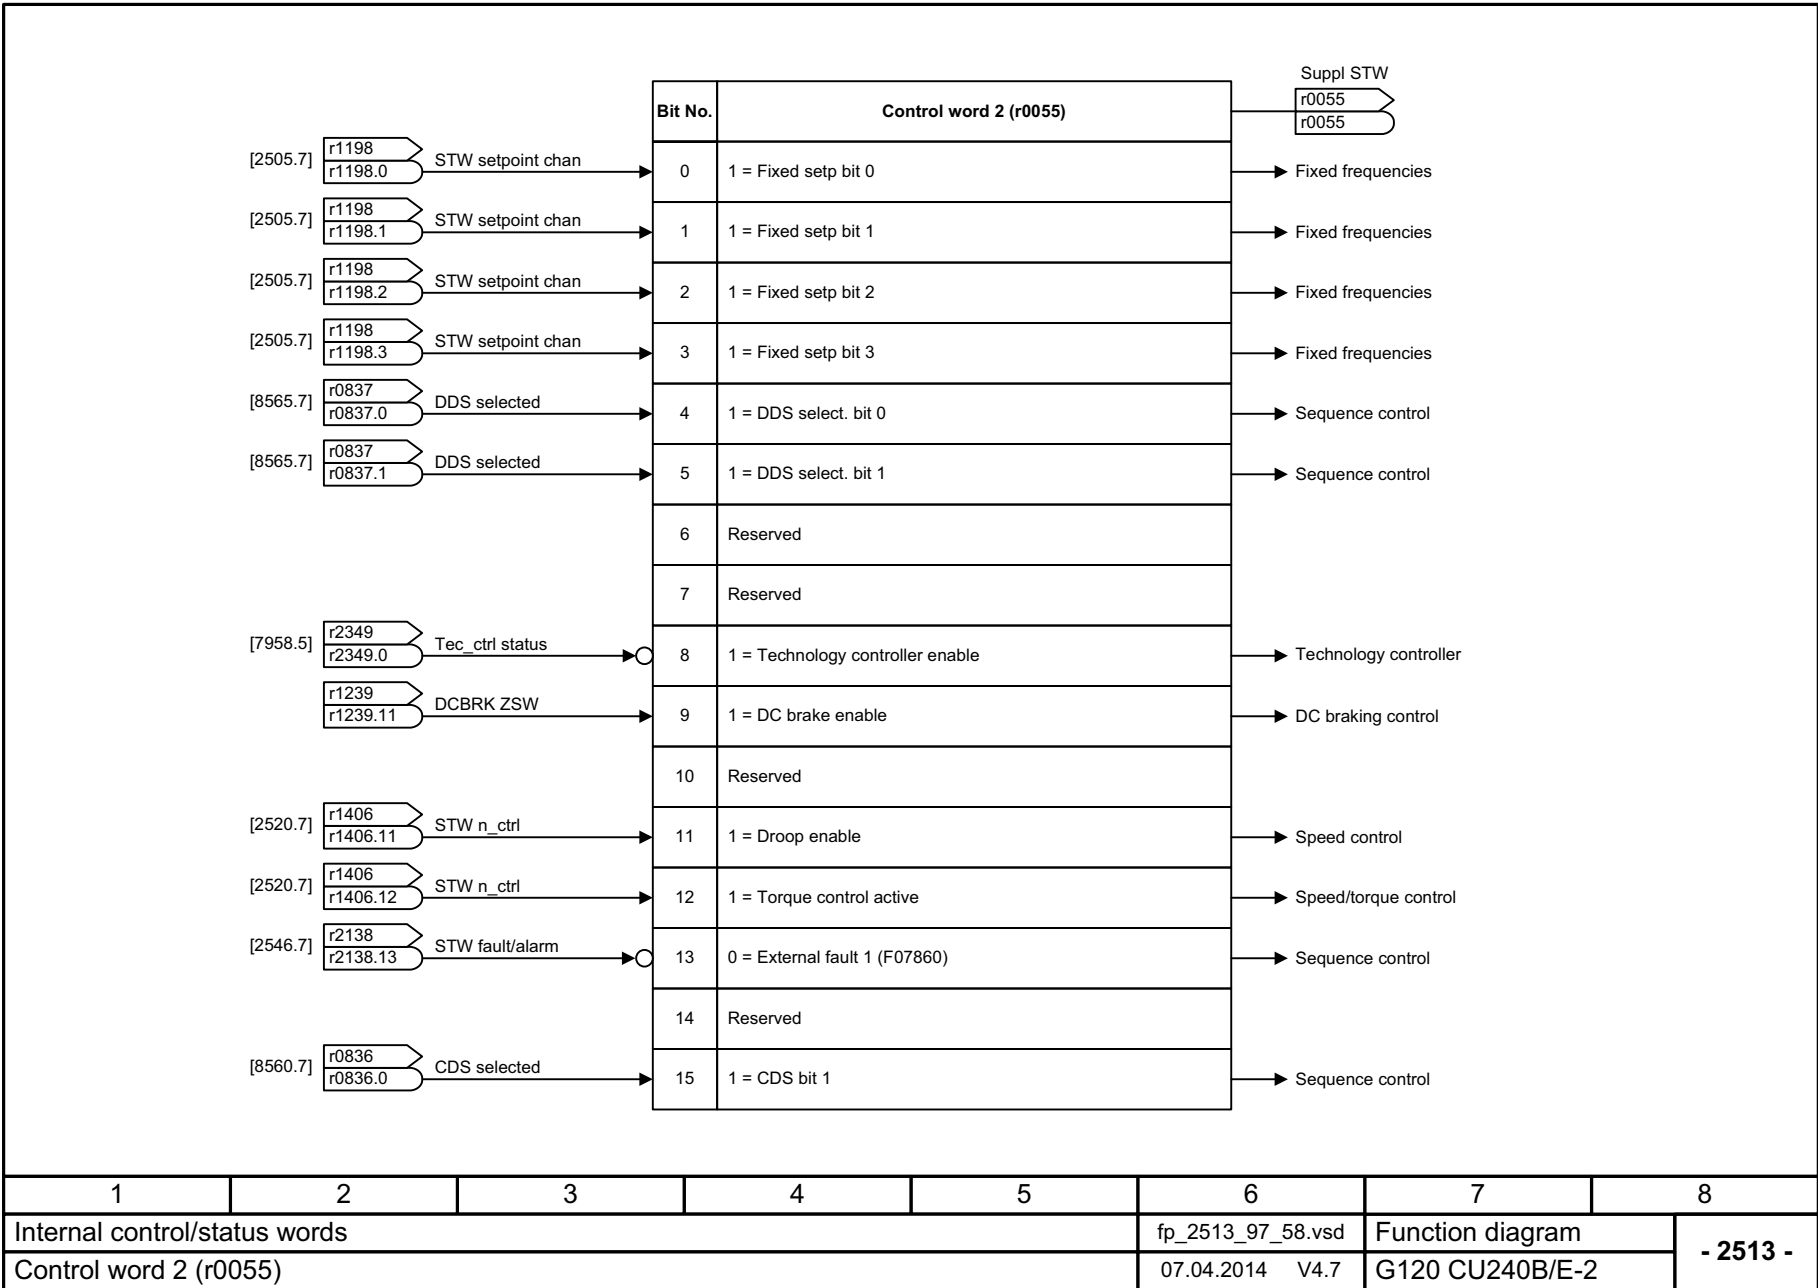 Suppl STW
r0055
r0055
Bit No. Control word 2 (r0055)
[2505.7] r1198 STW setpoint chan
r1198.0 0 1 = Fixed setp bit 0 Fixed frequencies
[2505.7] r1198 STW setpoint chan
r1198.1 1 1 = Fixed setp bit 1 Fixed frequencies
[2505.7] r1198 STW setpoint chan
r1198.2 2 1 = Fixed setp bit 2 Fixed frequencies
[2505.7] r1198 STW setpoint chan
r1198.3 3 1 = Fixed setp bit 3 Fixed frequencies
[8565.7] r0837 DDS selected
r0837.0 4 1 = DDS select. bit 0 Sequence control
[8565.7] r0837 DDS selected
r0837.1 5 1 = DDS select. bit 1 Sequence control
6 Reserved
7 Reserved
[7958.5] r2349 Tec_ctrl status
r2349.0 8 1 = Technology controller enable Technology controller
r1239 DCBRK ZSW
r1239.11 9 1 = DC brake enable DC braking control
10 Reserved
[2520.7] r1406 STW n_ctrl
r1406.11 11 1 = Droop enable Speed control
[2520.7] r1406 STW n_ctrl
r1406.12 12 1 = Torque control active Speed/torque control
[2546.7] r2138 STW fault/alarm
r2138.13 13 0 = External fault 1 (F07860) Sequence control
14 Reserved
[8560.7] r0836 CDS selected
r0836.0 15 1 = CDS bit 1 Sequence control
1 2 3 4 5 6 7 8
Internal control/status words fp_2513_97_58.vsd Function diagram - 2513 -
Control word 2 (r0055) 07.04.2014 V4.7 G120 CU240B/E-2